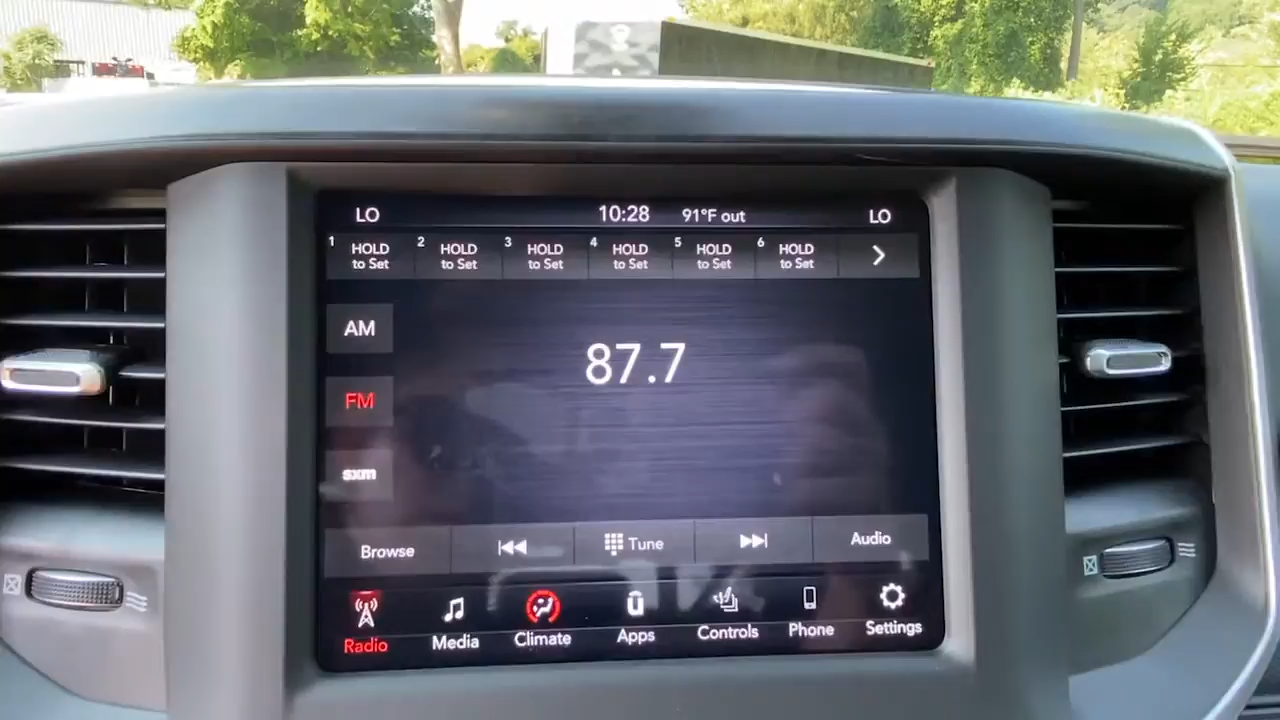 LO 10:28 91°F out LO
1 HOLD to Set 2 HOLD to Set 3 HOLD to Set 4 HOLD to Set 5 HOLD to Set 6 HOLD to Set
AM
87.7
FM
sxm
Browse Tune Audio
Radio Media Climate Apps Controls Phone Settings